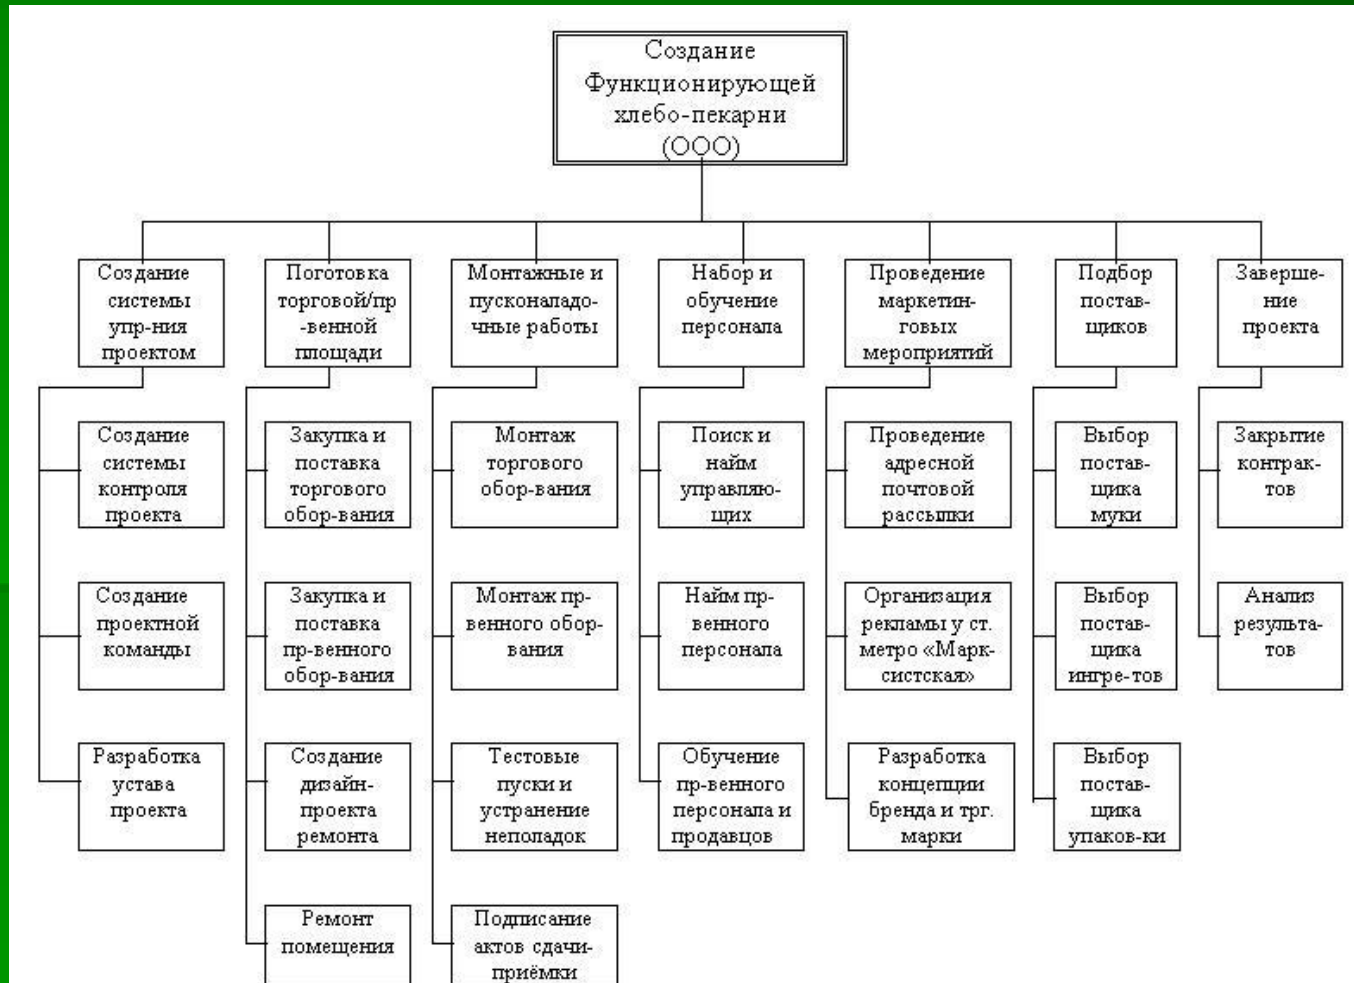 Создание
Функционирующей
хлебо-пекарни
(ООО)
Создание
системы
упр-ния
проектом
Поготовка
торговой/пр
-венной
площади
Монтажные и
пусконаладо-
чные работы
Набор и
обучение
персонала
Проведение
маркетин-
говых
мероприятий
Подбор
постав-
щиков
Заверше-
ние
проекта
Создание
системы
контроля
проекта
Закупка и
поставка
торгового
обор-вания
Монтаж
торгового
обор-вания
Поиск и
найм
управляю-
щих
Проведение
адресной
почтовой
рассылки
Выбор
постав-
щика
муки
Закрытие
контрак-
тов
Создание
проектной
команды
Закупка и
поставка
пр-венного
обор-вания
Монтаж пр-
венного обор-
вания
Найм пр-
венного
персонала
Организация
рекламы у ст.
метро «Марк-
систская»
Выбор
постав-
щика
ингре-тов
Анализ
результа-
тов
Разработка
устава
проекта
Создание
дизайн-
проекта
ремонта
Тестовые
пуски и
устранение
неполадок
Обучение
пр-венного
персонала и
продавцов
Разработка
концепции
бренда и трг.
марки
Выбор
постав-
щика
упаков-ки
Ремонт
помещения
Подписание
актов сдачи-
приёмки